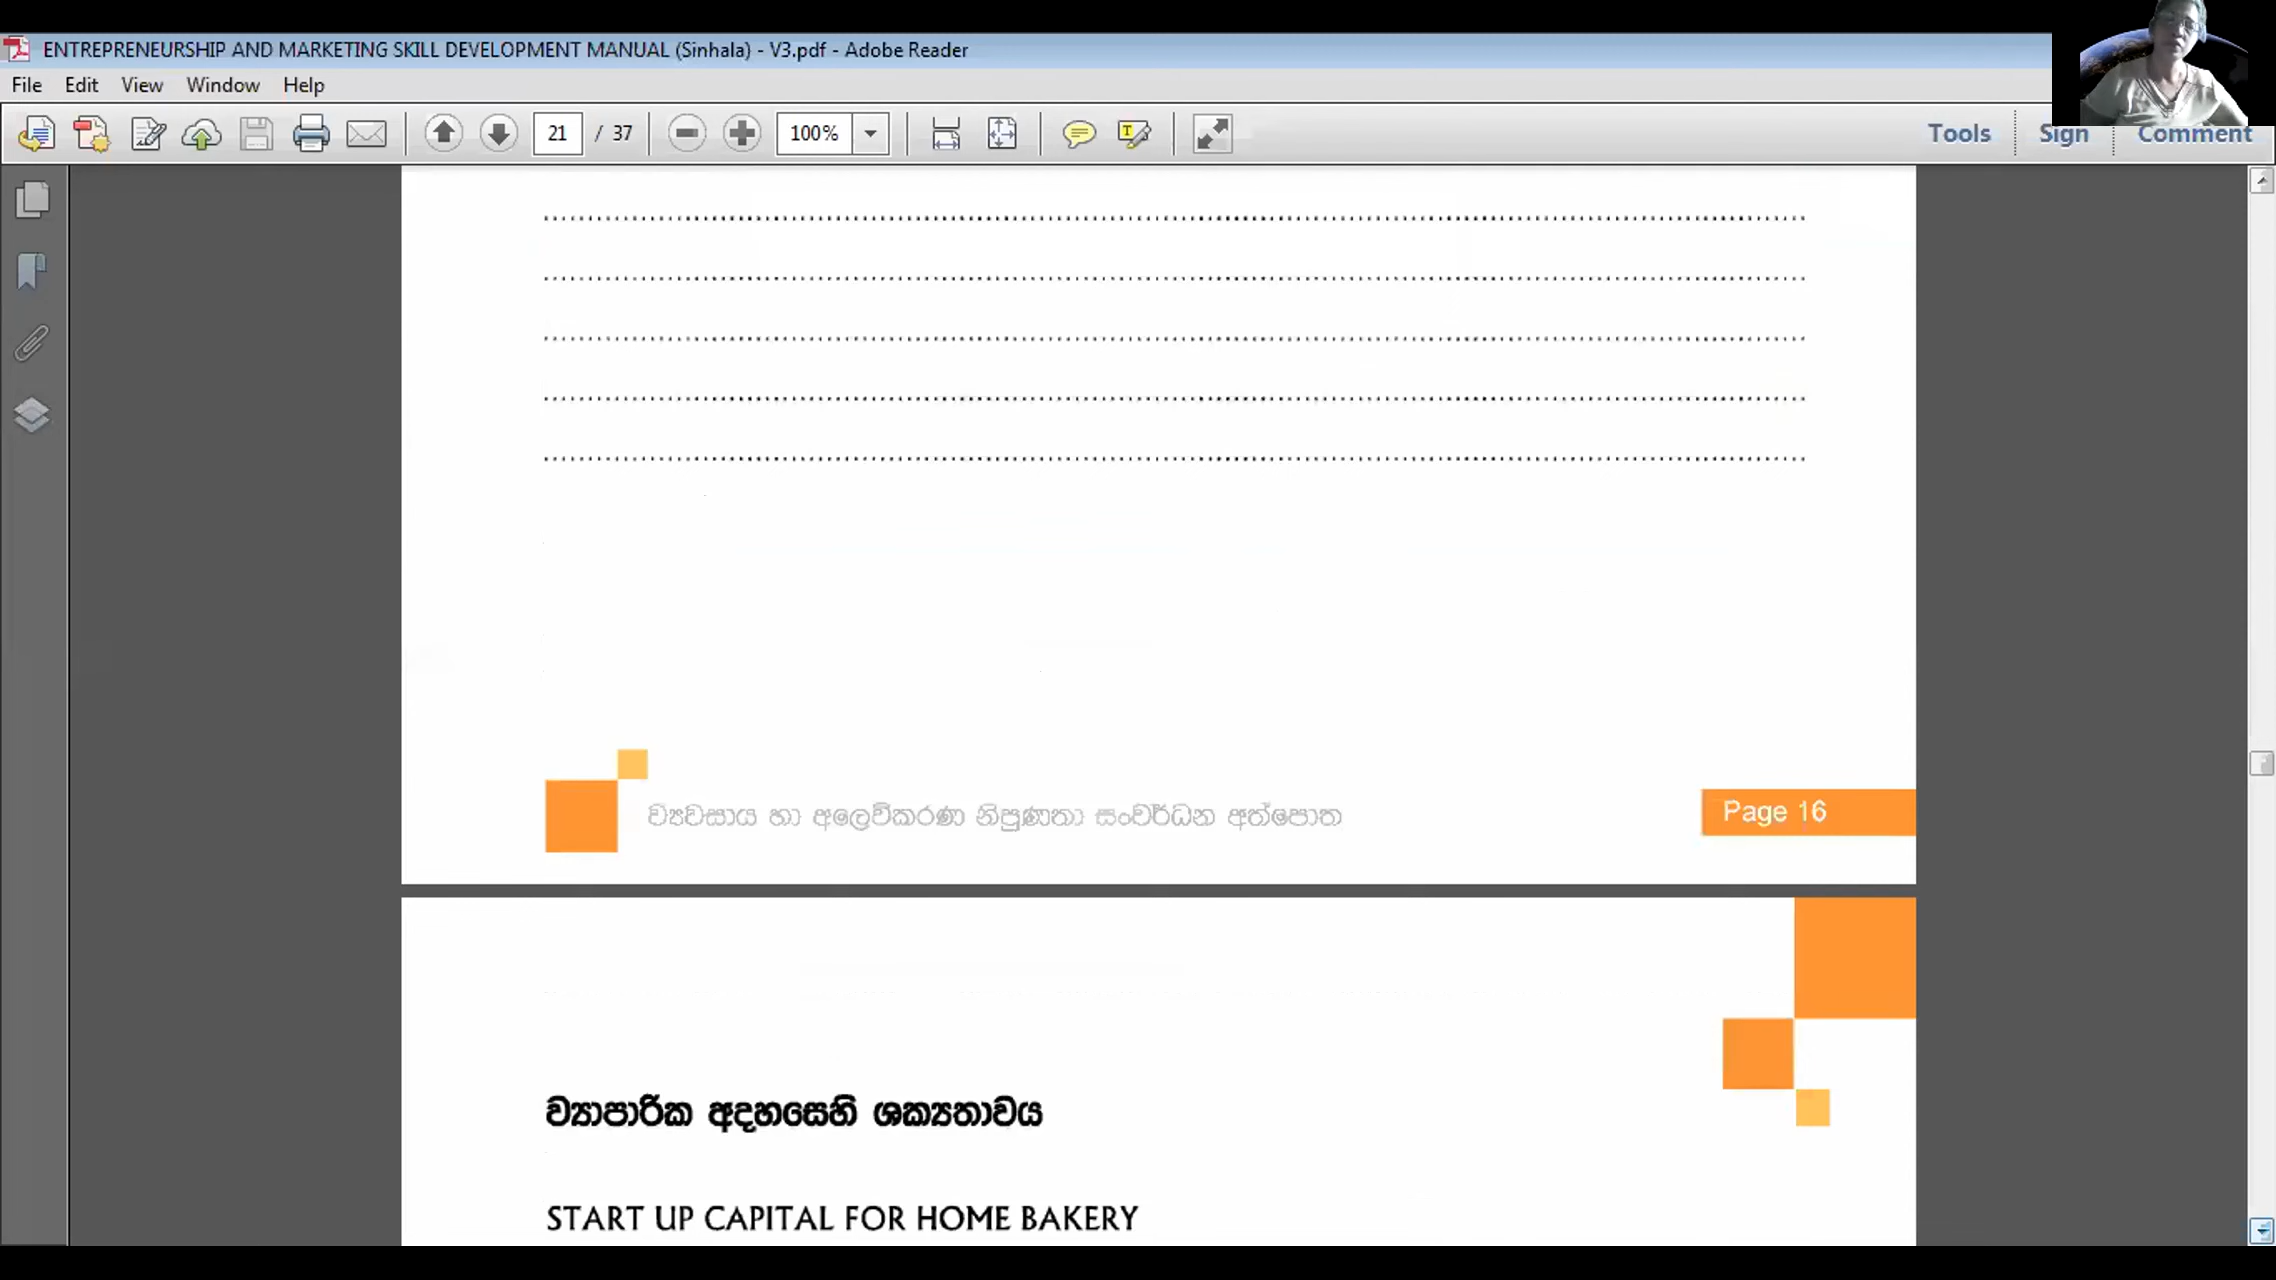 ENTREPRENEURSHIP AND MARKETING SKILL DEVELOPMENT MANUAL (Sinhala) - V3.pdf - Adobe Reader
File Edit View Window Help
21 / 37 100% Tools Sign Comment
ව්‍යවසාය හා අලෙවිකරණ නිපුණතා සංවර්ධන අත්පොත
Page 16
ව්‍යාපාරික අදහසෙහි ශක්‍යතාවය
START UP CAPITAL FOR HOME BAKERY